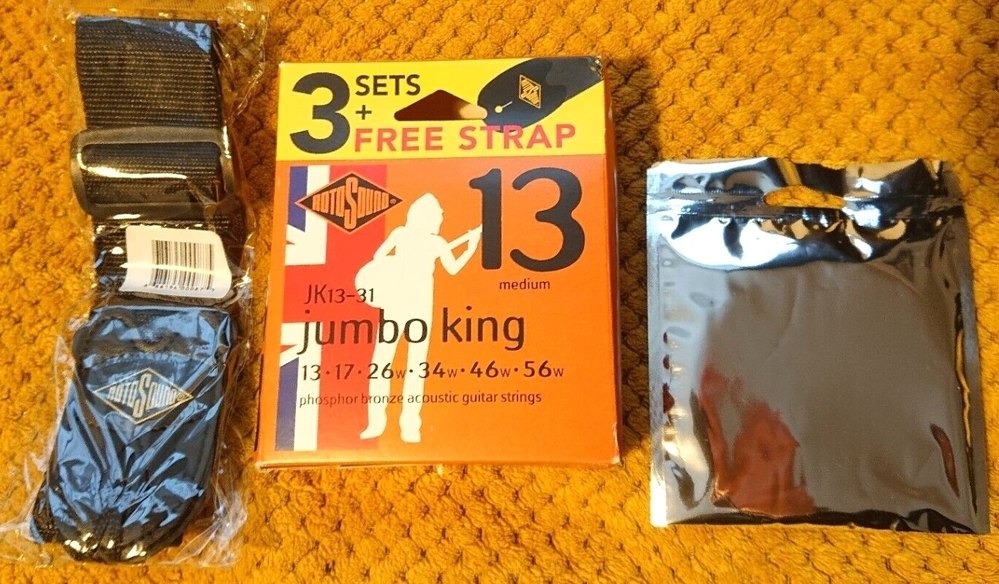 3 SETS
+
FREE STRAP
ROTOSOUND
13
medium
JK13-31
jumbo king
13·17·26w·34w·46w·56w
phosphor bronze acoustic guitar strings
ROTOSOUND